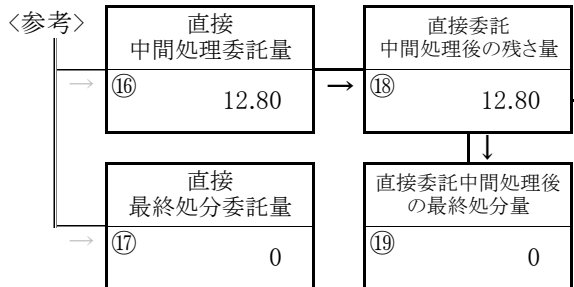 〈参考〉
直接
中間処理委託量
→
⑯
12.80
→
直接委託
中間処理後の残さ量
⑱
12.80
↓
直接
最終処分委託量
→
⑰
0
直接委託中間処理後
の最終処分量
⑲
0